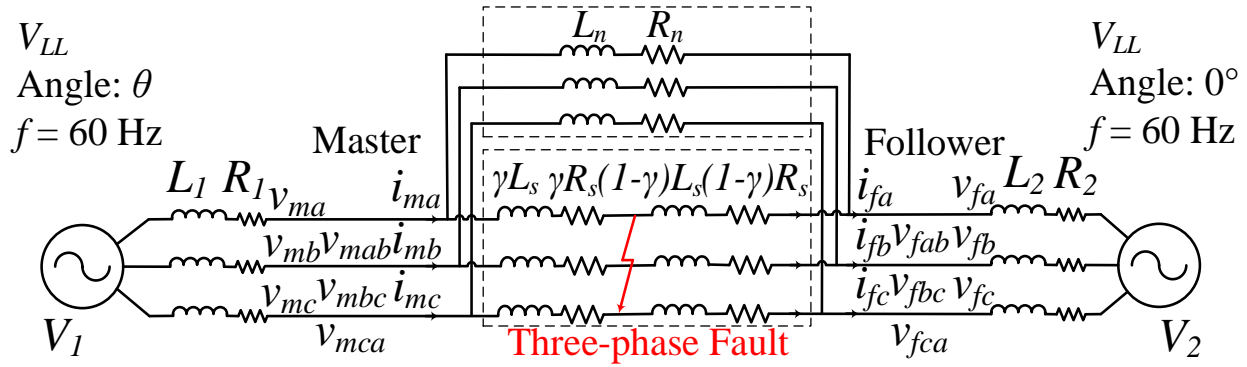 V_LL
Angle: θ
f = 60 Hz
L_n R_n
V_LL
Angle: 0°
f = 60 Hz
Master
Follower
L_1 R_1
v_ma
i_ma
γL_s γR_s (1-γ)L_s (1-γ)R_s
i_fa
v_fa
L_2 R_2
v_mb v_mab i_mb
i_fb v_fab v_fb
v_mc v_mbc i_mc
i_fc v_fbc v_fc
V_1
v_mca
Three-phase Fault
v_fca
V_2